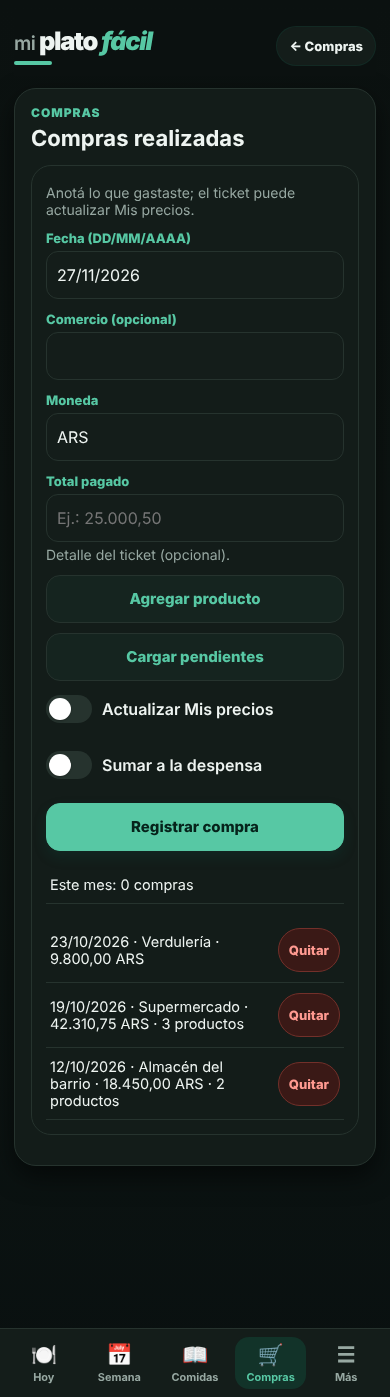 mi plato fácil
← Compras
COMPRAS
Compras realizadas
Anotá lo que gastaste; el ticket puede
actualizar Mis precios.
Fecha (DD/MM/AAAA)
27/11/2026
Comercio (opcional)
Moneda
ARS
Total pagado
Ej.: 25.000,50
Detalle del ticket (opcional).
Agregar producto
Cargar pendientes
Actualizar Mis precios
Sumar a la despensa
Registrar compra
Este mes: 0 compras
23/10/2026 · Verdulería ·
9.800,00 ARS
Quitar
19/10/2026 · Supermercado ·
42.310,75 ARS · 3 productos
Quitar
12/10/2026 · Almacén del
barrio · 18.450,00 ARS · 2
productos
Quitar
Hoy
Semana
Comidas
Compras
Más